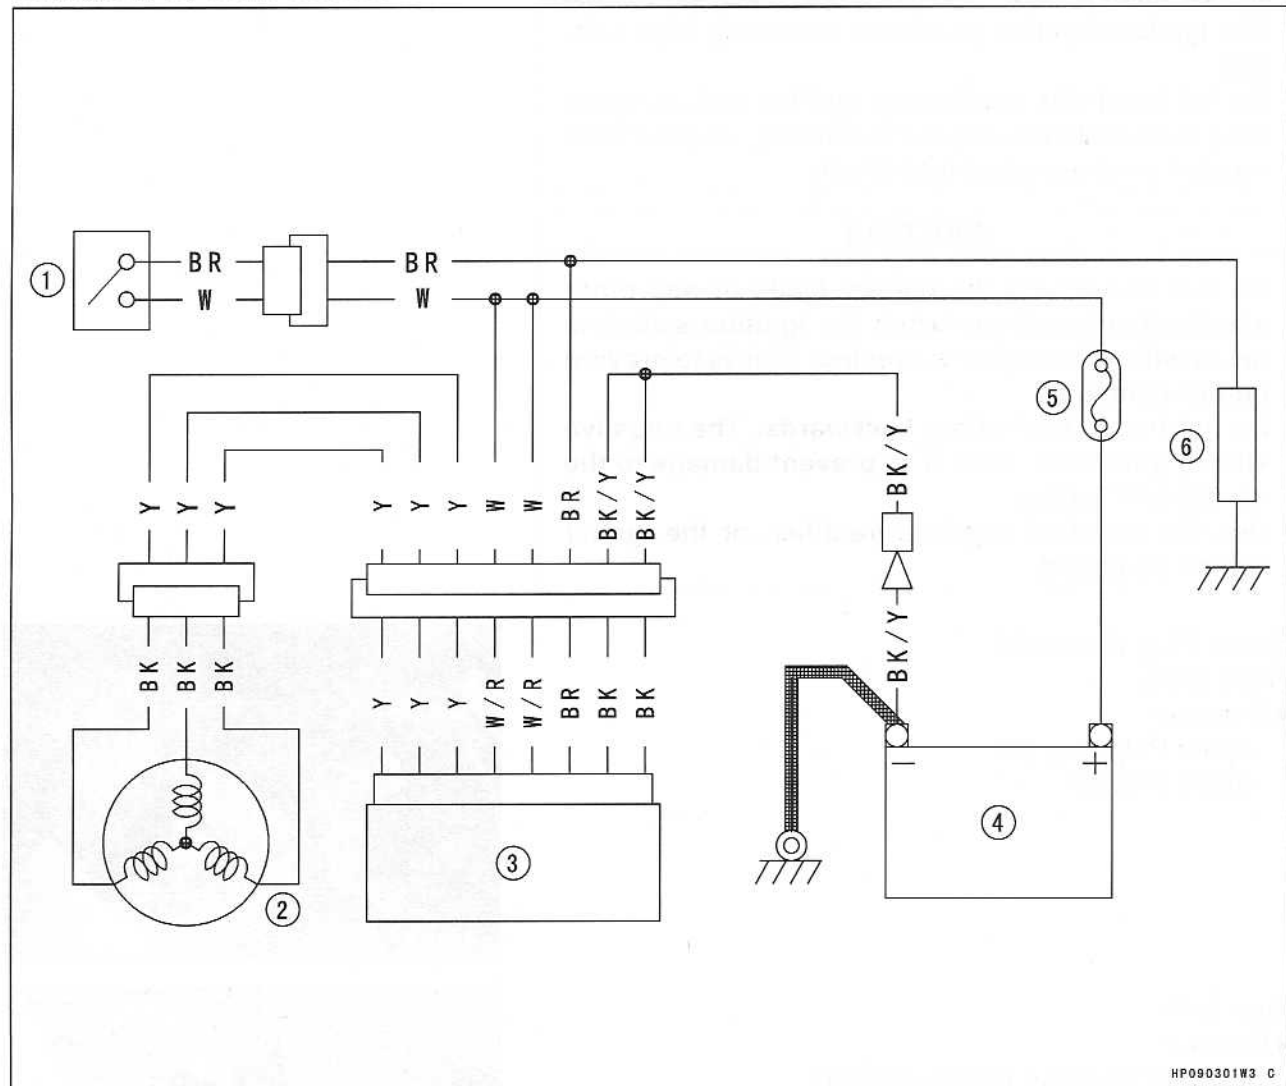 1 BR BR
W W
5
6
BK/Y
Y Y Y Y Y Y W W BR BK/Y BK/Y
BK BK BK Y Y Y W/R W/R BR BK BK
BK/Y
− +
2 3 4
HP090301W3 C